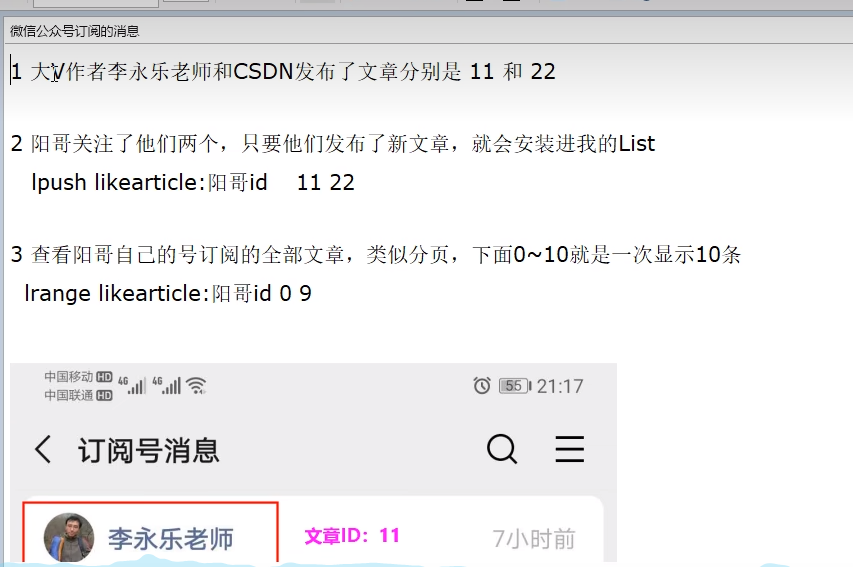 微信公众号订阅的消息
1 大V作者李永乐老师和CSDN发布了文章分别是 11 和 22
2 阳哥关注了他们两个，只要他们发布了新文章，就会安装进我的List
lpush likearticle:阳哥id 11 22
3 查看阳哥自己的号订阅的全部文章，类似分页，下面0~10就是一次显示10条
lrange likearticle:阳哥id 0 9
中国移动 HD 4G 4G 55 21:17
中国联通 HD
订阅号消息
李永乐老师 文章ID：11 7小时前